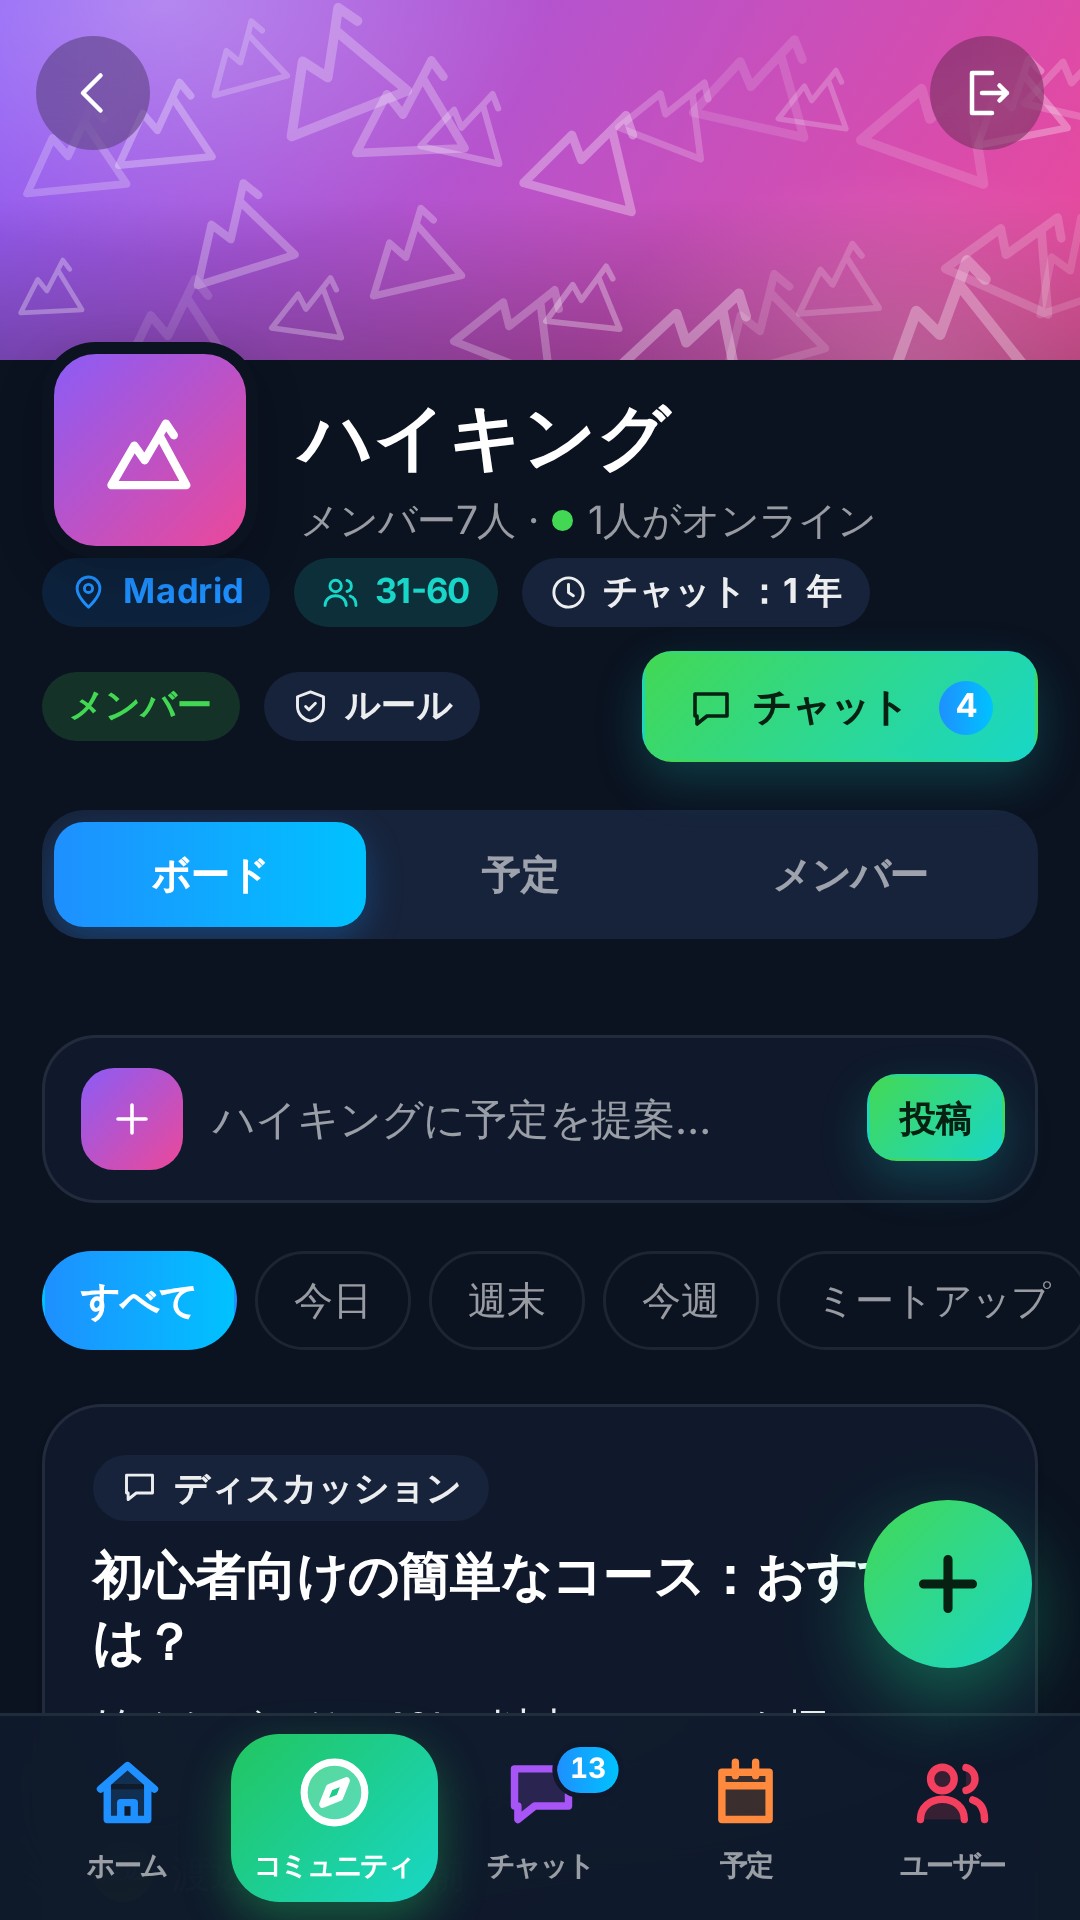 ハイキング
メンバー7人 · 1人がオンライン
Madrid
31-60
チャット：1 年
メンバー
ルール
チャット 4
ボード
予定
メンバー
ハイキングに予定を提案...
投稿
すべて
今日
週末
今週
ミートアップ
ディスカッション
初心者向けの簡単なコース：おす
は？
13
ホーム
コミュニティ
チャット
予定
ユーザー